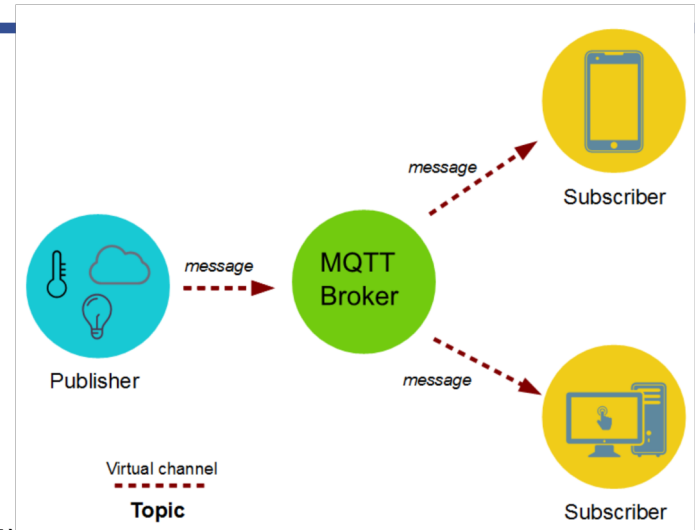 message
Subscriber
MQTT
Broker
message
Publisher
message
Virtual channel
Topic
Subscriber